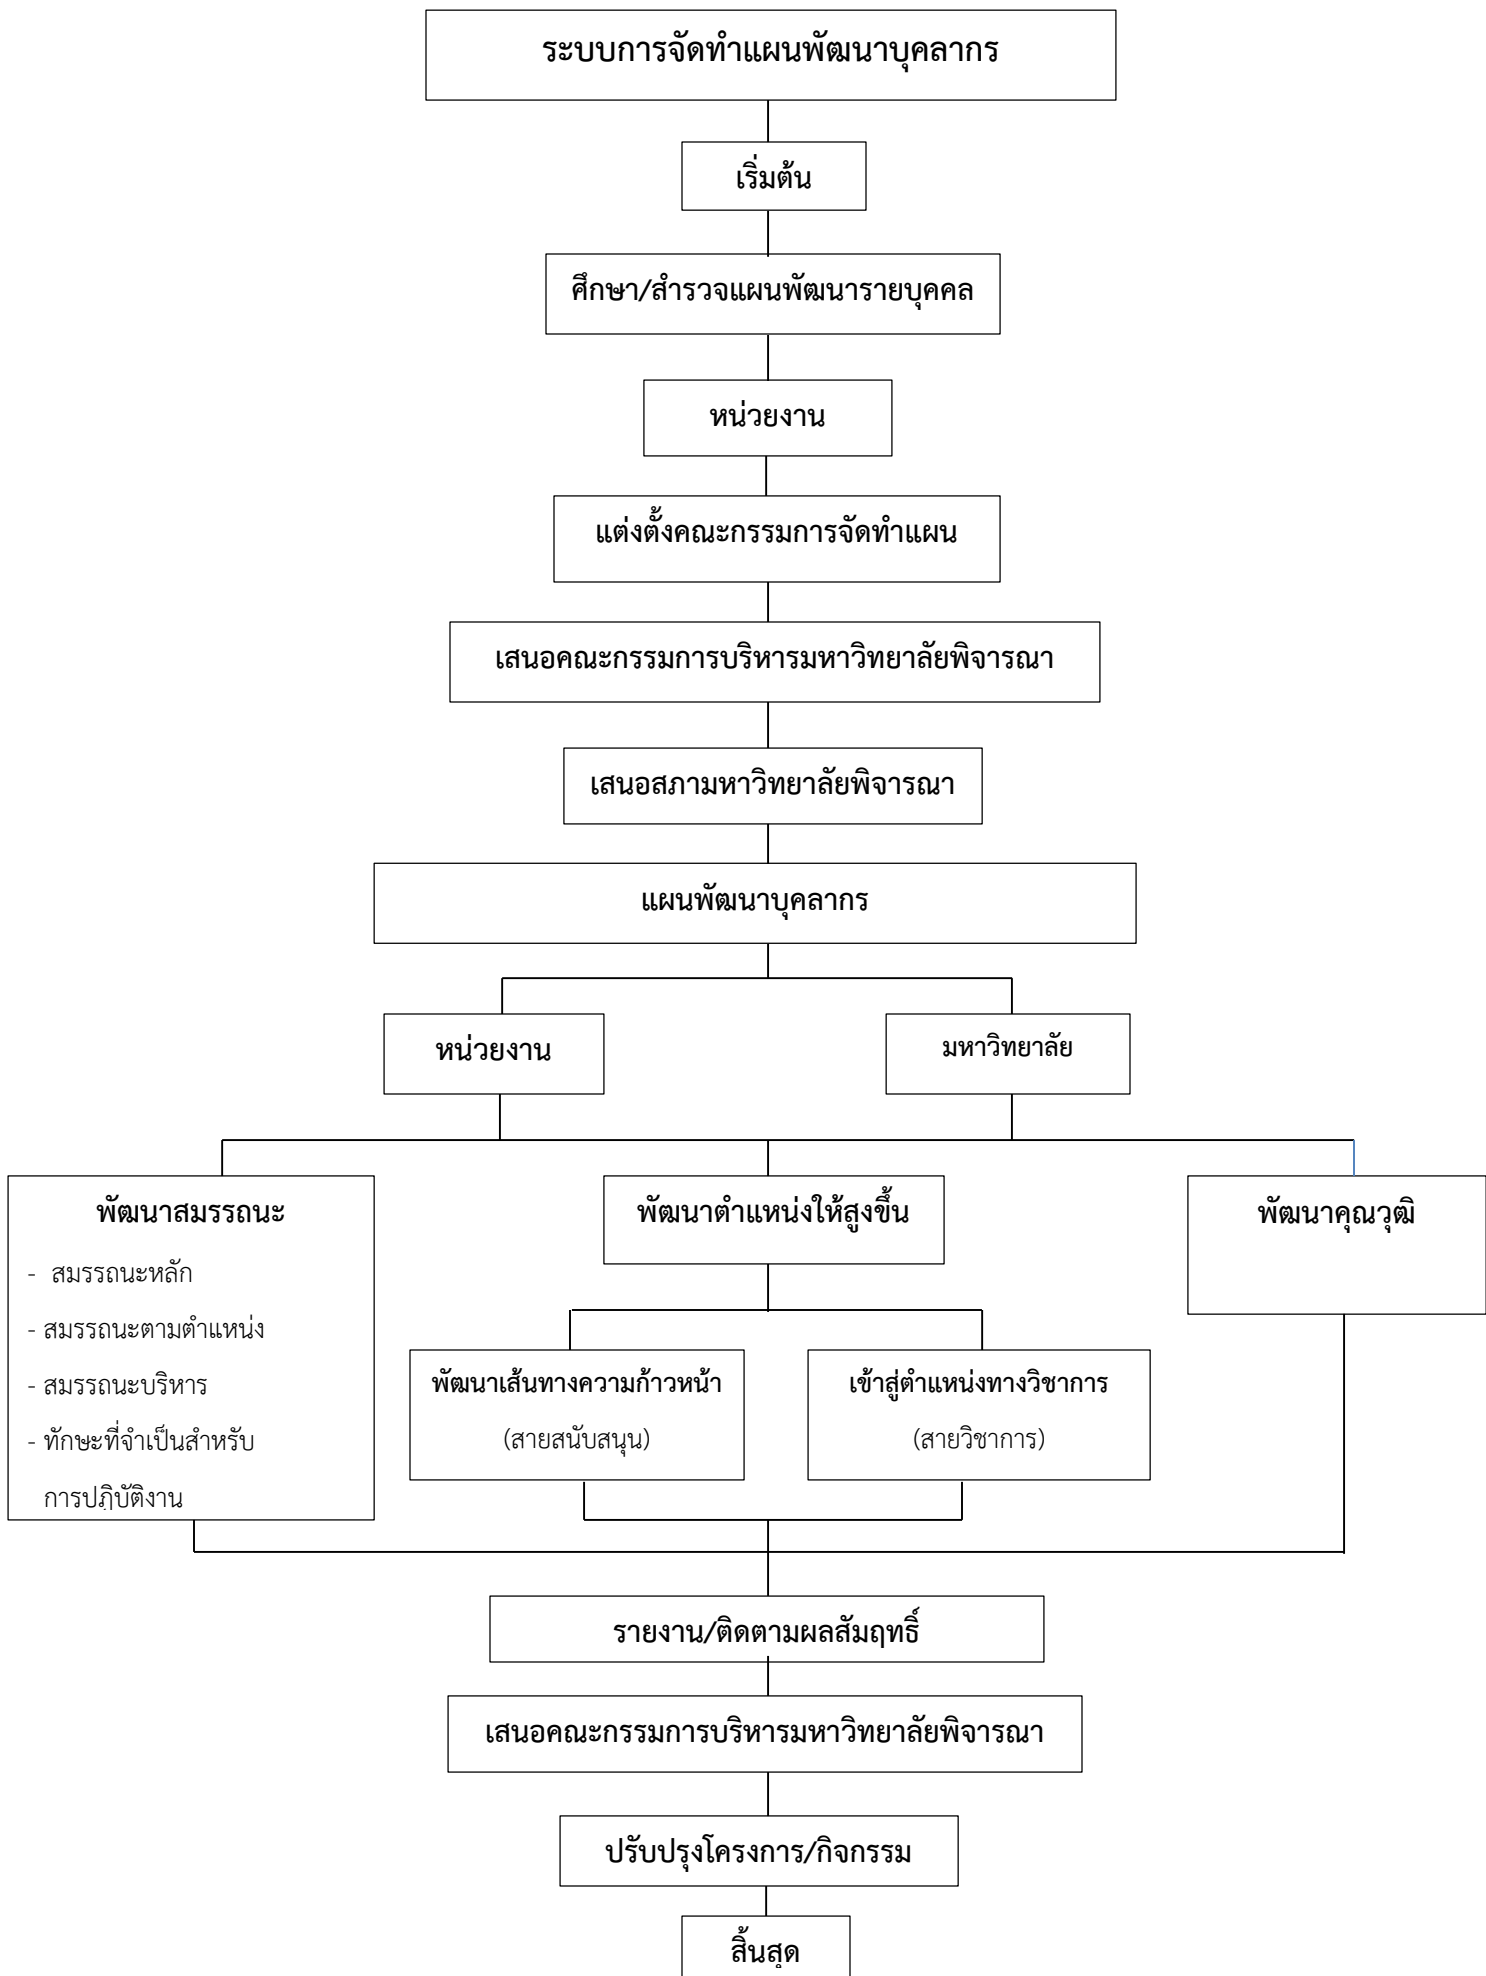 ระบบการจัดทำแผนพัฒนาบุคลากร
เริ่มต้น
ศึกษา/สำรวจแผนพัฒนารายบุคคล
หน่วยงาน
แต่งตั้งคณะกรรมการจัดทำแผน
เสนอคณะกรรมการบริหารมหาวิทยาลัยพิจารณา
เสนอสภามหาวิทยาลัยพิจารณา
แผนพัฒนาบุคลากร
หน่วยงาน
มหาวิทยาลัย
พัฒนาสมรรถนะ
- สมรรถนะหลัก
- สมรรถนะตามตำแหน่ง
- สมรรถนะบริหาร
- ทักษะที่จำเป็นสำหรับ
การปฏิบัติงาน
พัฒนาตำแหน่งให้สูงขึ้น
พัฒนาคุณวุฒิ
พัฒนาเส้นทางความก้าวหน้า
(สายสนับสนุน)
เข้าสู่ตำแหน่งทางวิชาการ
(สายวิชาการ)
รายงาน/ติดตามผลสัมฤทธิ์
เสนอคณะกรรมการบริหารมหาวิทยาลัยพิจารณา
ปรับปรุงโครงการ/กิจกรรม
สิ้นสุด